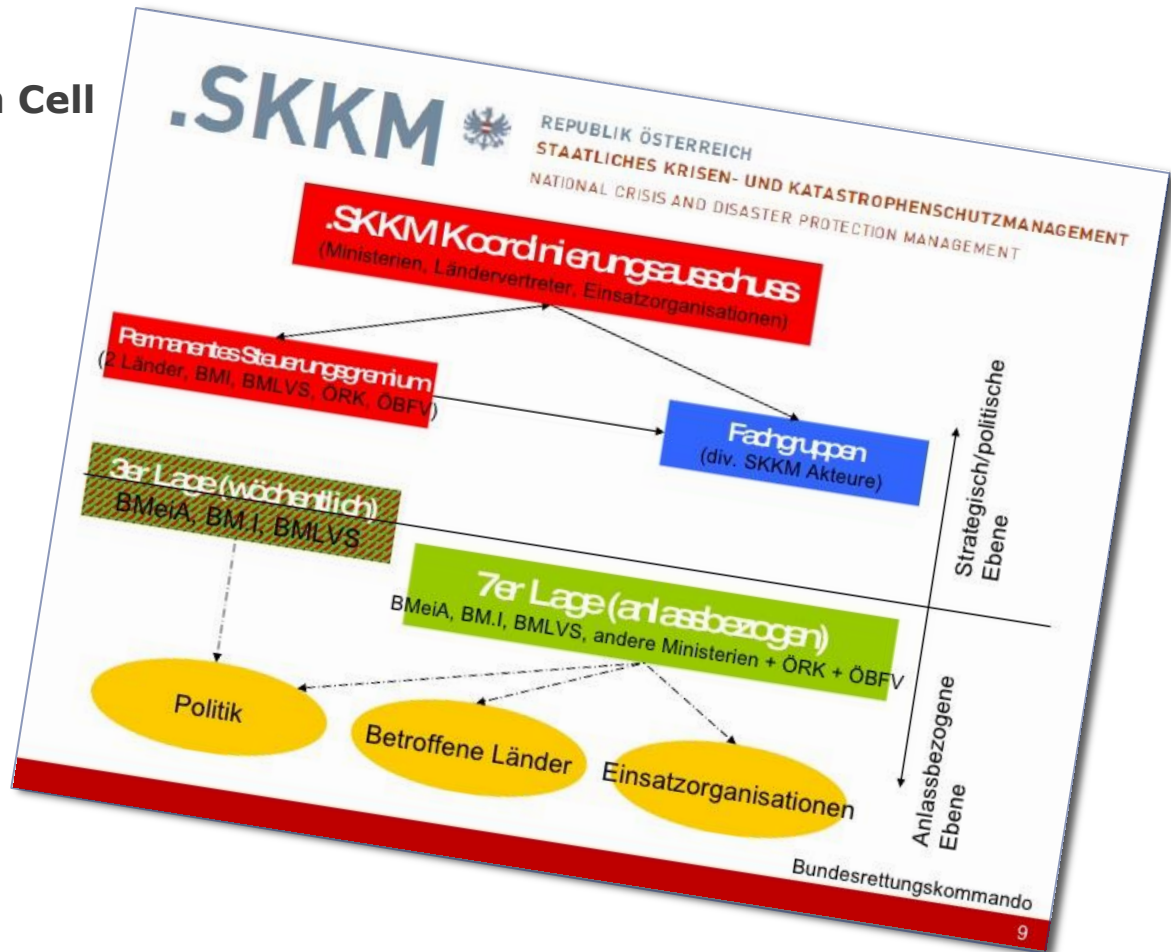 Cell
.SKKM
REPUBLIK ÖSTERREICH
STAATLICHES KRISEN- UND KATASTROPHENSCHUTZMANAGEMENT
NATIONAL CRISIS AND DISASTER PROTECTION MANAGEMENT
.SKKM Koordinierungsausschuss
(Ministerien, Ländervertreter, Einsatzorganisationen)
Permanentes Steuerungsgremium
(2 Länder, BMI, BMLVS, ÖRK, ÖBFV)
Fachgruppen
(div. SKKM Akteure)
Strategisch/politische
Ebene
3er Lage (wöchentlich)
BMeiA, BM.I, BMLVS
7er Lage (anlassbezogen)
BMeiA, BM.I, BMLVS, andere Ministerien + ÖRK + ÖBFV
Politik
Betroffene Länder
Einsatzorganisationen
Anlassbezogene
Ebene
Bundesrettungskommando
9